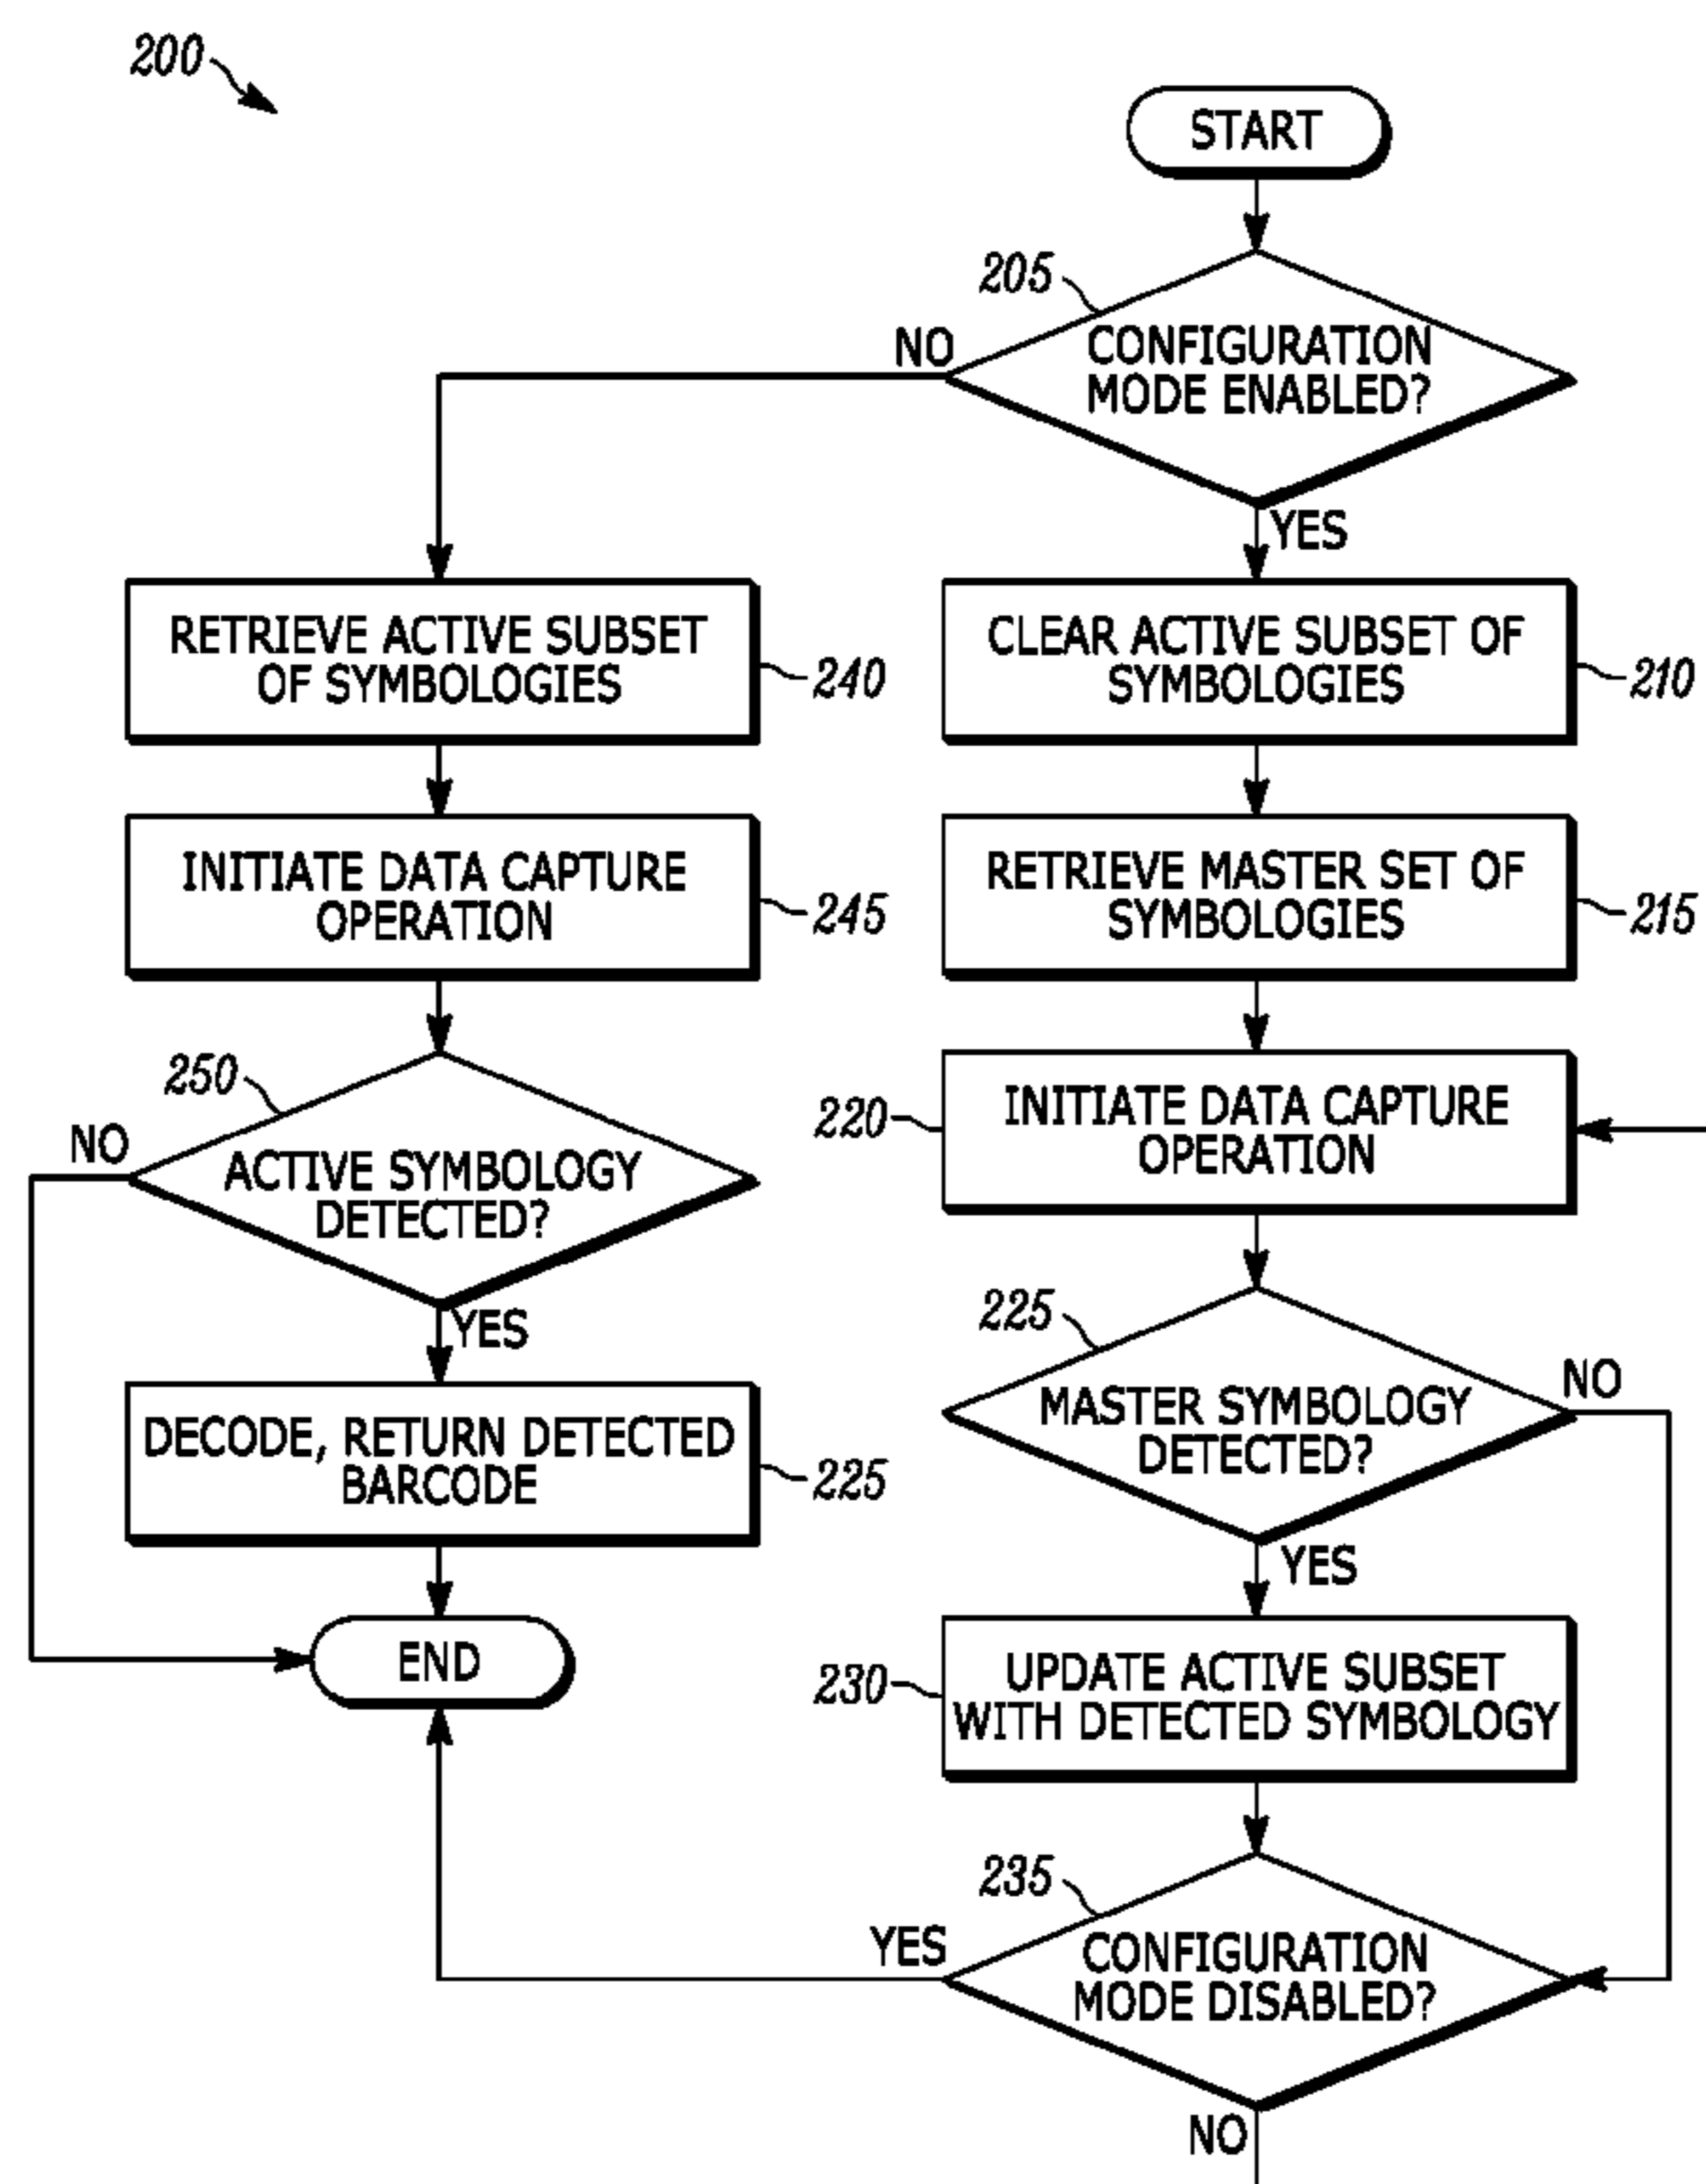 200
START
205
CONFIGURATION
MODE ENABLED?
NO
YES
RETRIEVE ACTIVE SUBSET
OF SYMBOLOGIES
240
CLEAR ACTIVE SUBSET OF
SYMBOLOGIES
210
INITIATE DATA CAPTURE
OPERATION
245
RETRIEVE MASTER SET OF
SYMBOLOGIES
215
250
NO
ACTIVE SYMBOLOGY
DETECTED?
YES
220
INITIATE DATA CAPTURE
OPERATION
225
MASTER SYMBOLOGY
DETECTED?
NO
YES
DECODE, RETURN DETECTED
BARCODE
225
END
230
UPDATE ACTIVE SUBSET
WITH DETECTED SYMBOLOGY
235
YES
CONFIGURATION
MODE DISABLED?
NO